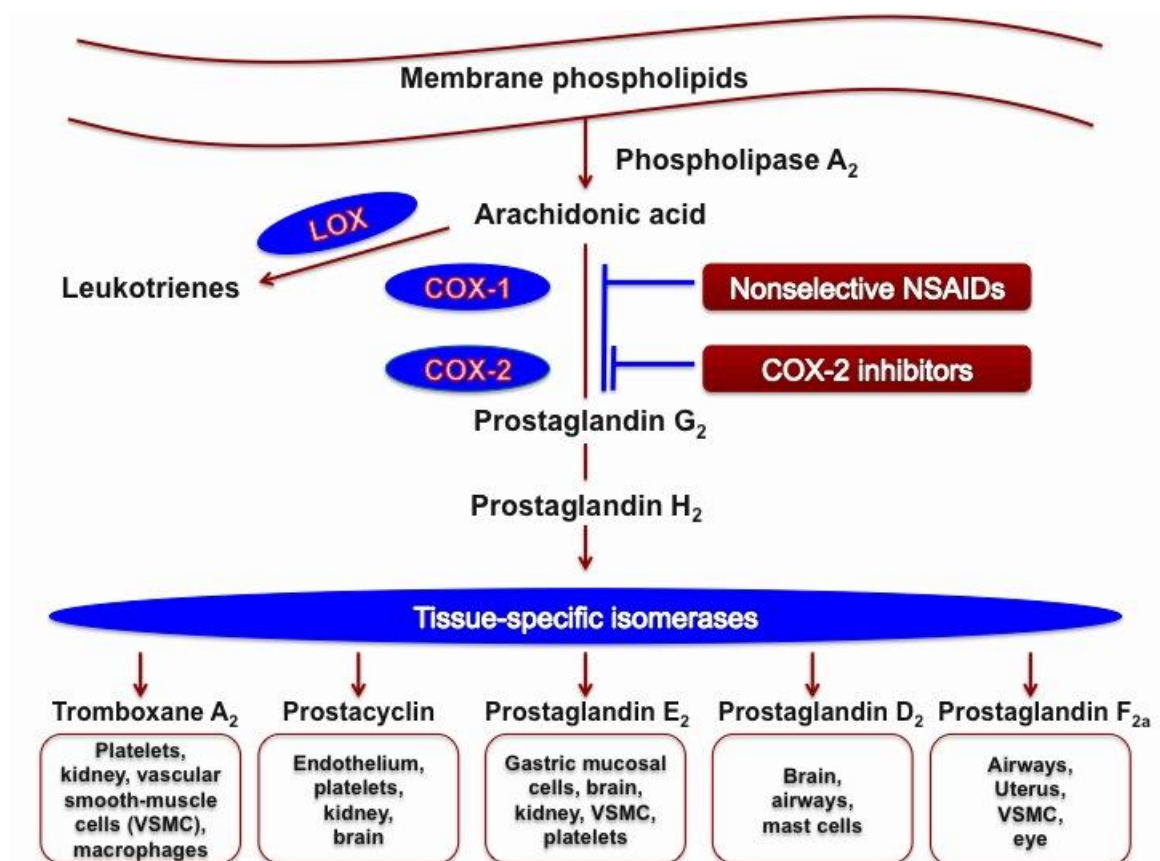 Membrane phospholipids
Phospholipase A₂
Arachidonic acid
LOX
Leukotrienes
COX-1
Nonselective NSAIDs
COX-2
COX-2 inhibitors
Prostaglandin G₂
Prostaglandin H₂
Tissue-specific isomerases
Tromboxane A₂
Platelets,
kidney, vascular
smooth-muscle
cells (VSMC),
macrophages
Prostacyclin
Endothelium,
platelets,
kidney,
brain
Prostaglandin E₂
Gastric mucosal
cells, brain,
kidney, VSMC,
platelets
Prostaglandin D₂
Brain,
airways,
mast cells
Prostaglandin F₂ₐ
Airways,
Uterus,
VSMC,
eye